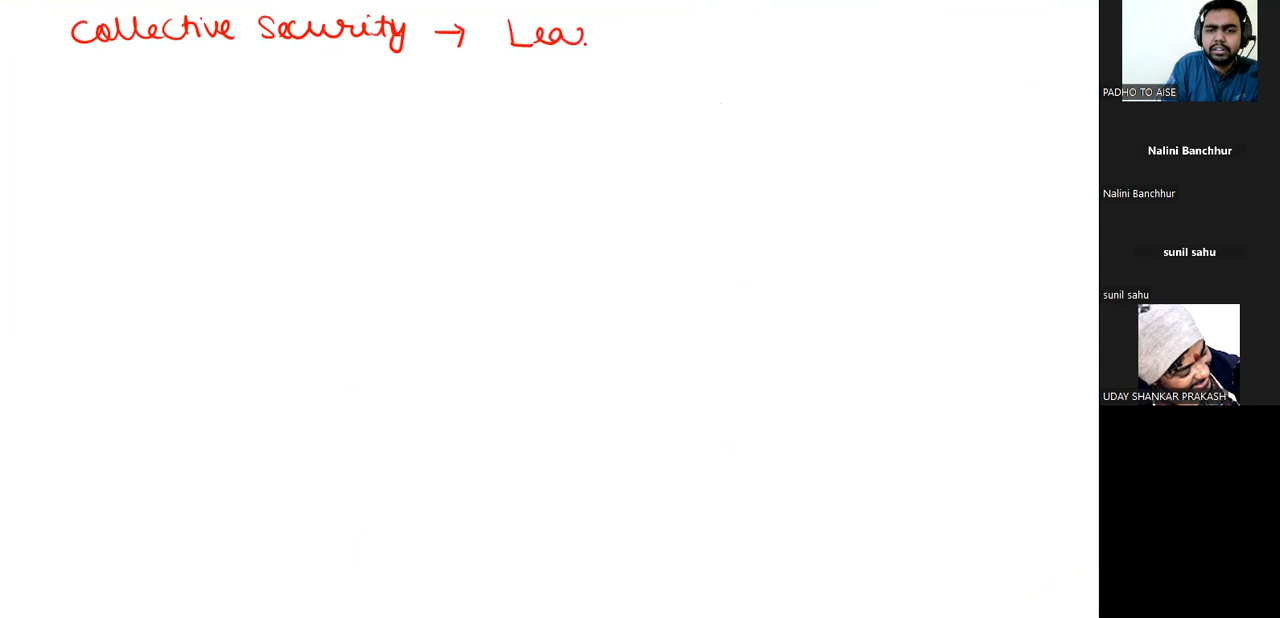 Collective Security → Lea.
PADHO TO AISE
Nalini Banchhur
Nalini Banchhur
sunil sahu
sunil sahu
UDAY SHANKAR PRAKASH